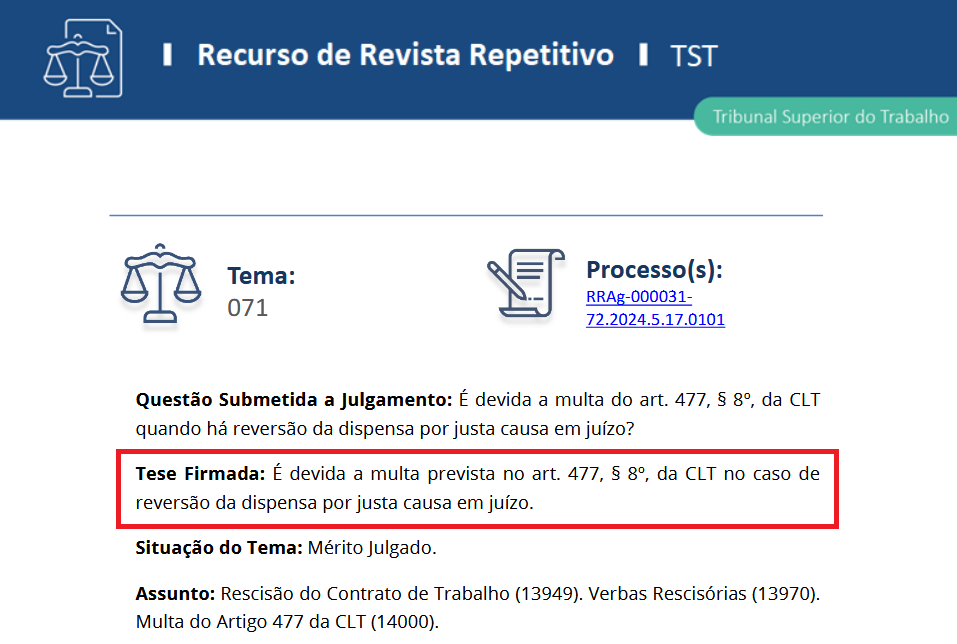 Recurso de Revista Repetitivo
TST
Tribunal Superior do Trabalho
Tema:
071
Processo(s):
RRAg-000031-
72.2024.5.17.0101
Questão Submetida a Julgamento: É devida a multa do art. 477, § 8º, da CLT
quando há reversão da dispensa por justa causa em juízo?
Tese Firmada: É devida a multa prevista no art. 477, § 8º, da CLT no caso de
reversão da dispensa por justa causa em juízo.
Situação do Tema: Mérito Julgado.
Assunto: Rescisão do Contrato de Trabalho (13949). Verbas Rescisórias (13970).
Multa do Artigo 477 da CLT (14000).